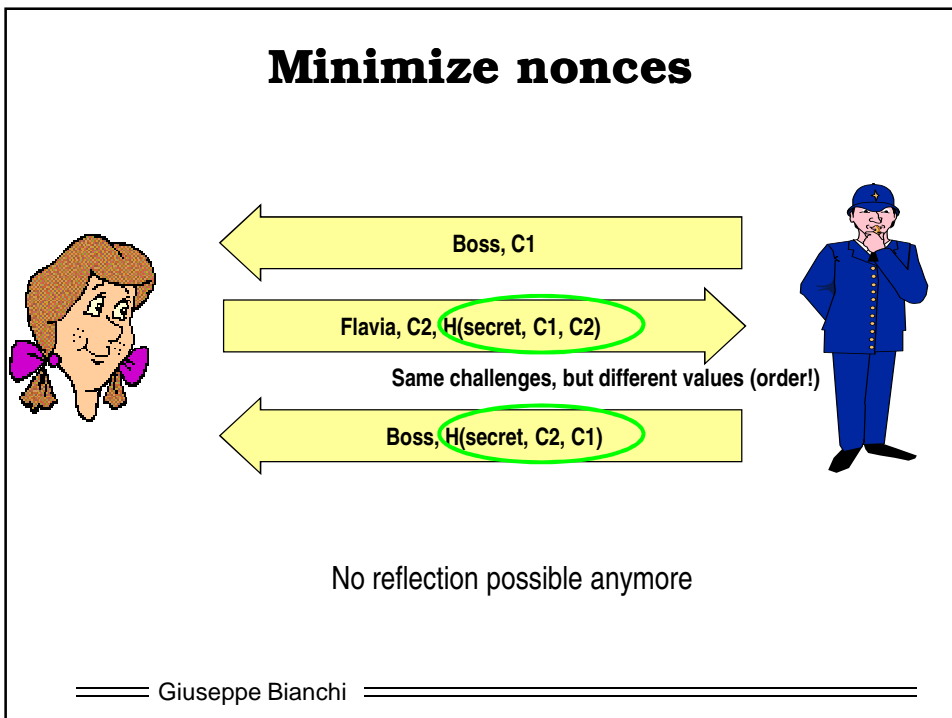 Minimize nonces
Boss, C1
Flavia, C2, H(secret, C1, C2)
Same challenges, but different values (order!)
Boss, H(secret, C2, C1)
No reflection possible anymore
Giuseppe Bianchi